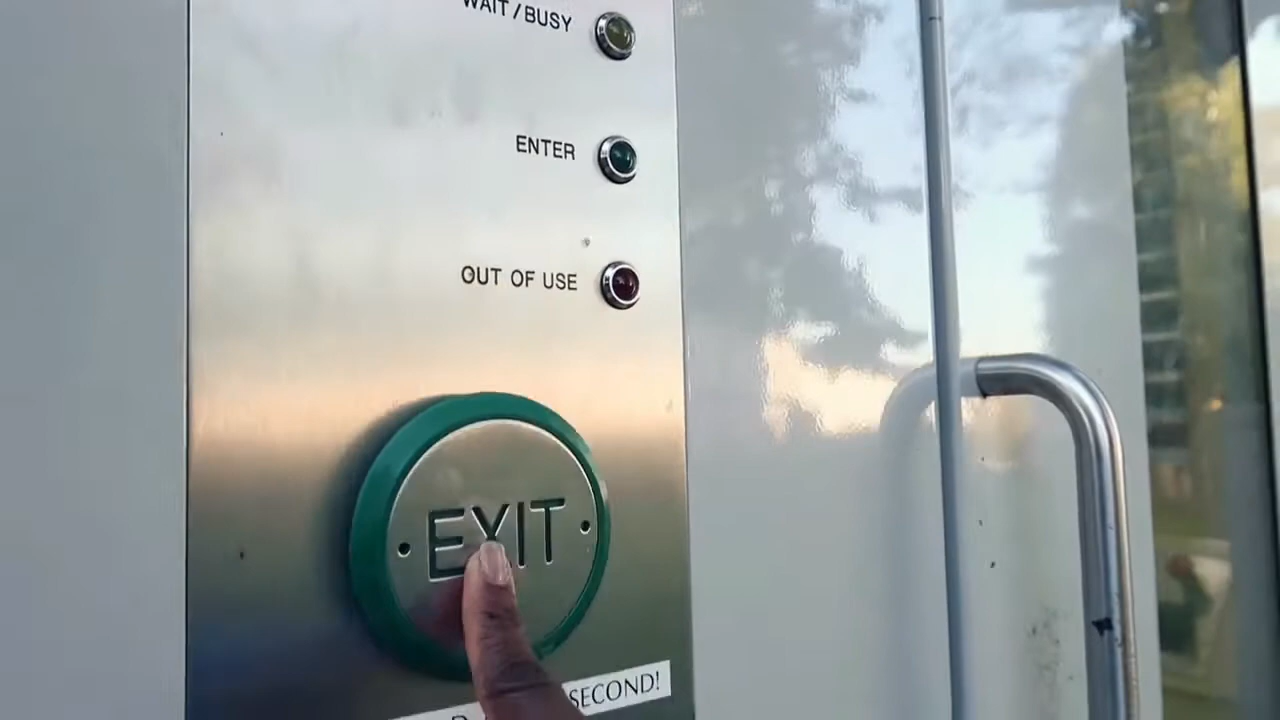 WAIT/BUSY
ENTER
OUT OF USE
EXIT
SECOND!